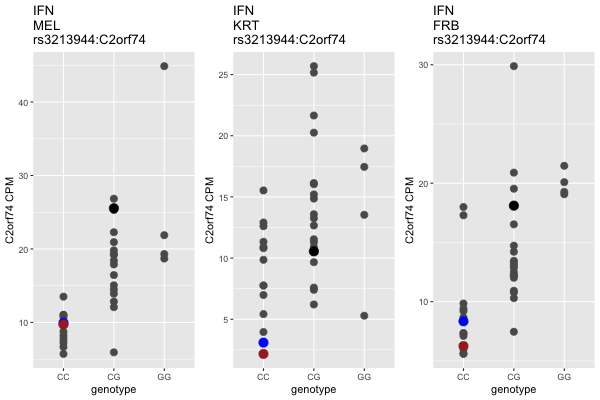 IFN
MEL
rs3213944:C2orf74
C2orf74 CPM
40
30
20
10
CC CG GG
genotype
IFN
KRT
rs3213944:C2orf74
C2orf74 CPM
25
20
15
10
5
CC CG GG
genotype
IFN
FRB
rs3213944:C2orf74
C2orf74 CPM
30
20
10
CC CG GG
genotype